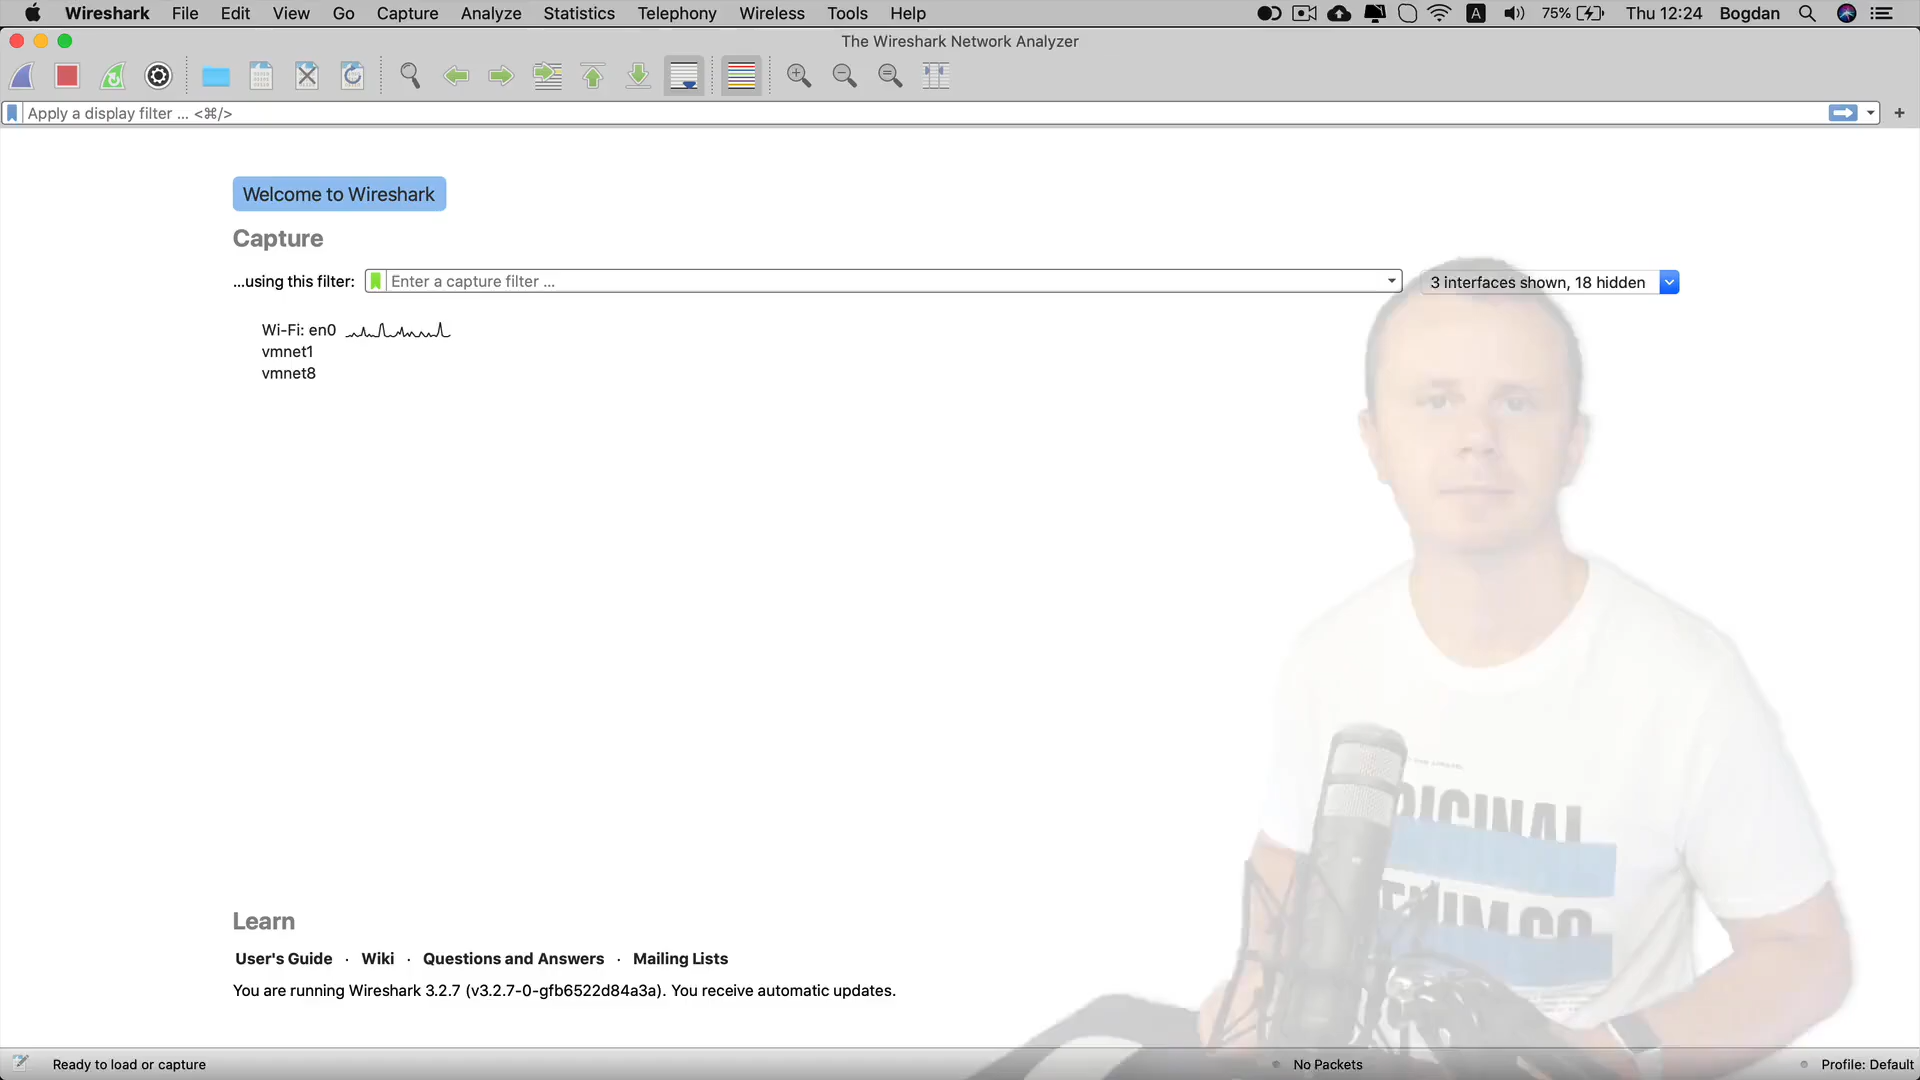 Wireshark File Edit View Go Capture Analyze Statistics Telephony Wireless Tools Help A 75% Thu 12:24 Bogdan
The Wireshark Network Analyzer
Apply a display filter ... <⌘/> +
Welcome to Wireshark
Capture
...using this filter: Enter a capture filter ... 3 interfaces shown, 18 hidden
Wi-Fi: en0
vmnet1
vmnet8
ORIGINAL
Learn
User's Guide · Wiki · Questions and Answers · Mailing Lists
You are running Wireshark 3.2.7 (v3.2.7-0-gfb6522d84a3a). You receive automatic updates.
Ready to load or capture No Packets Profile: Default